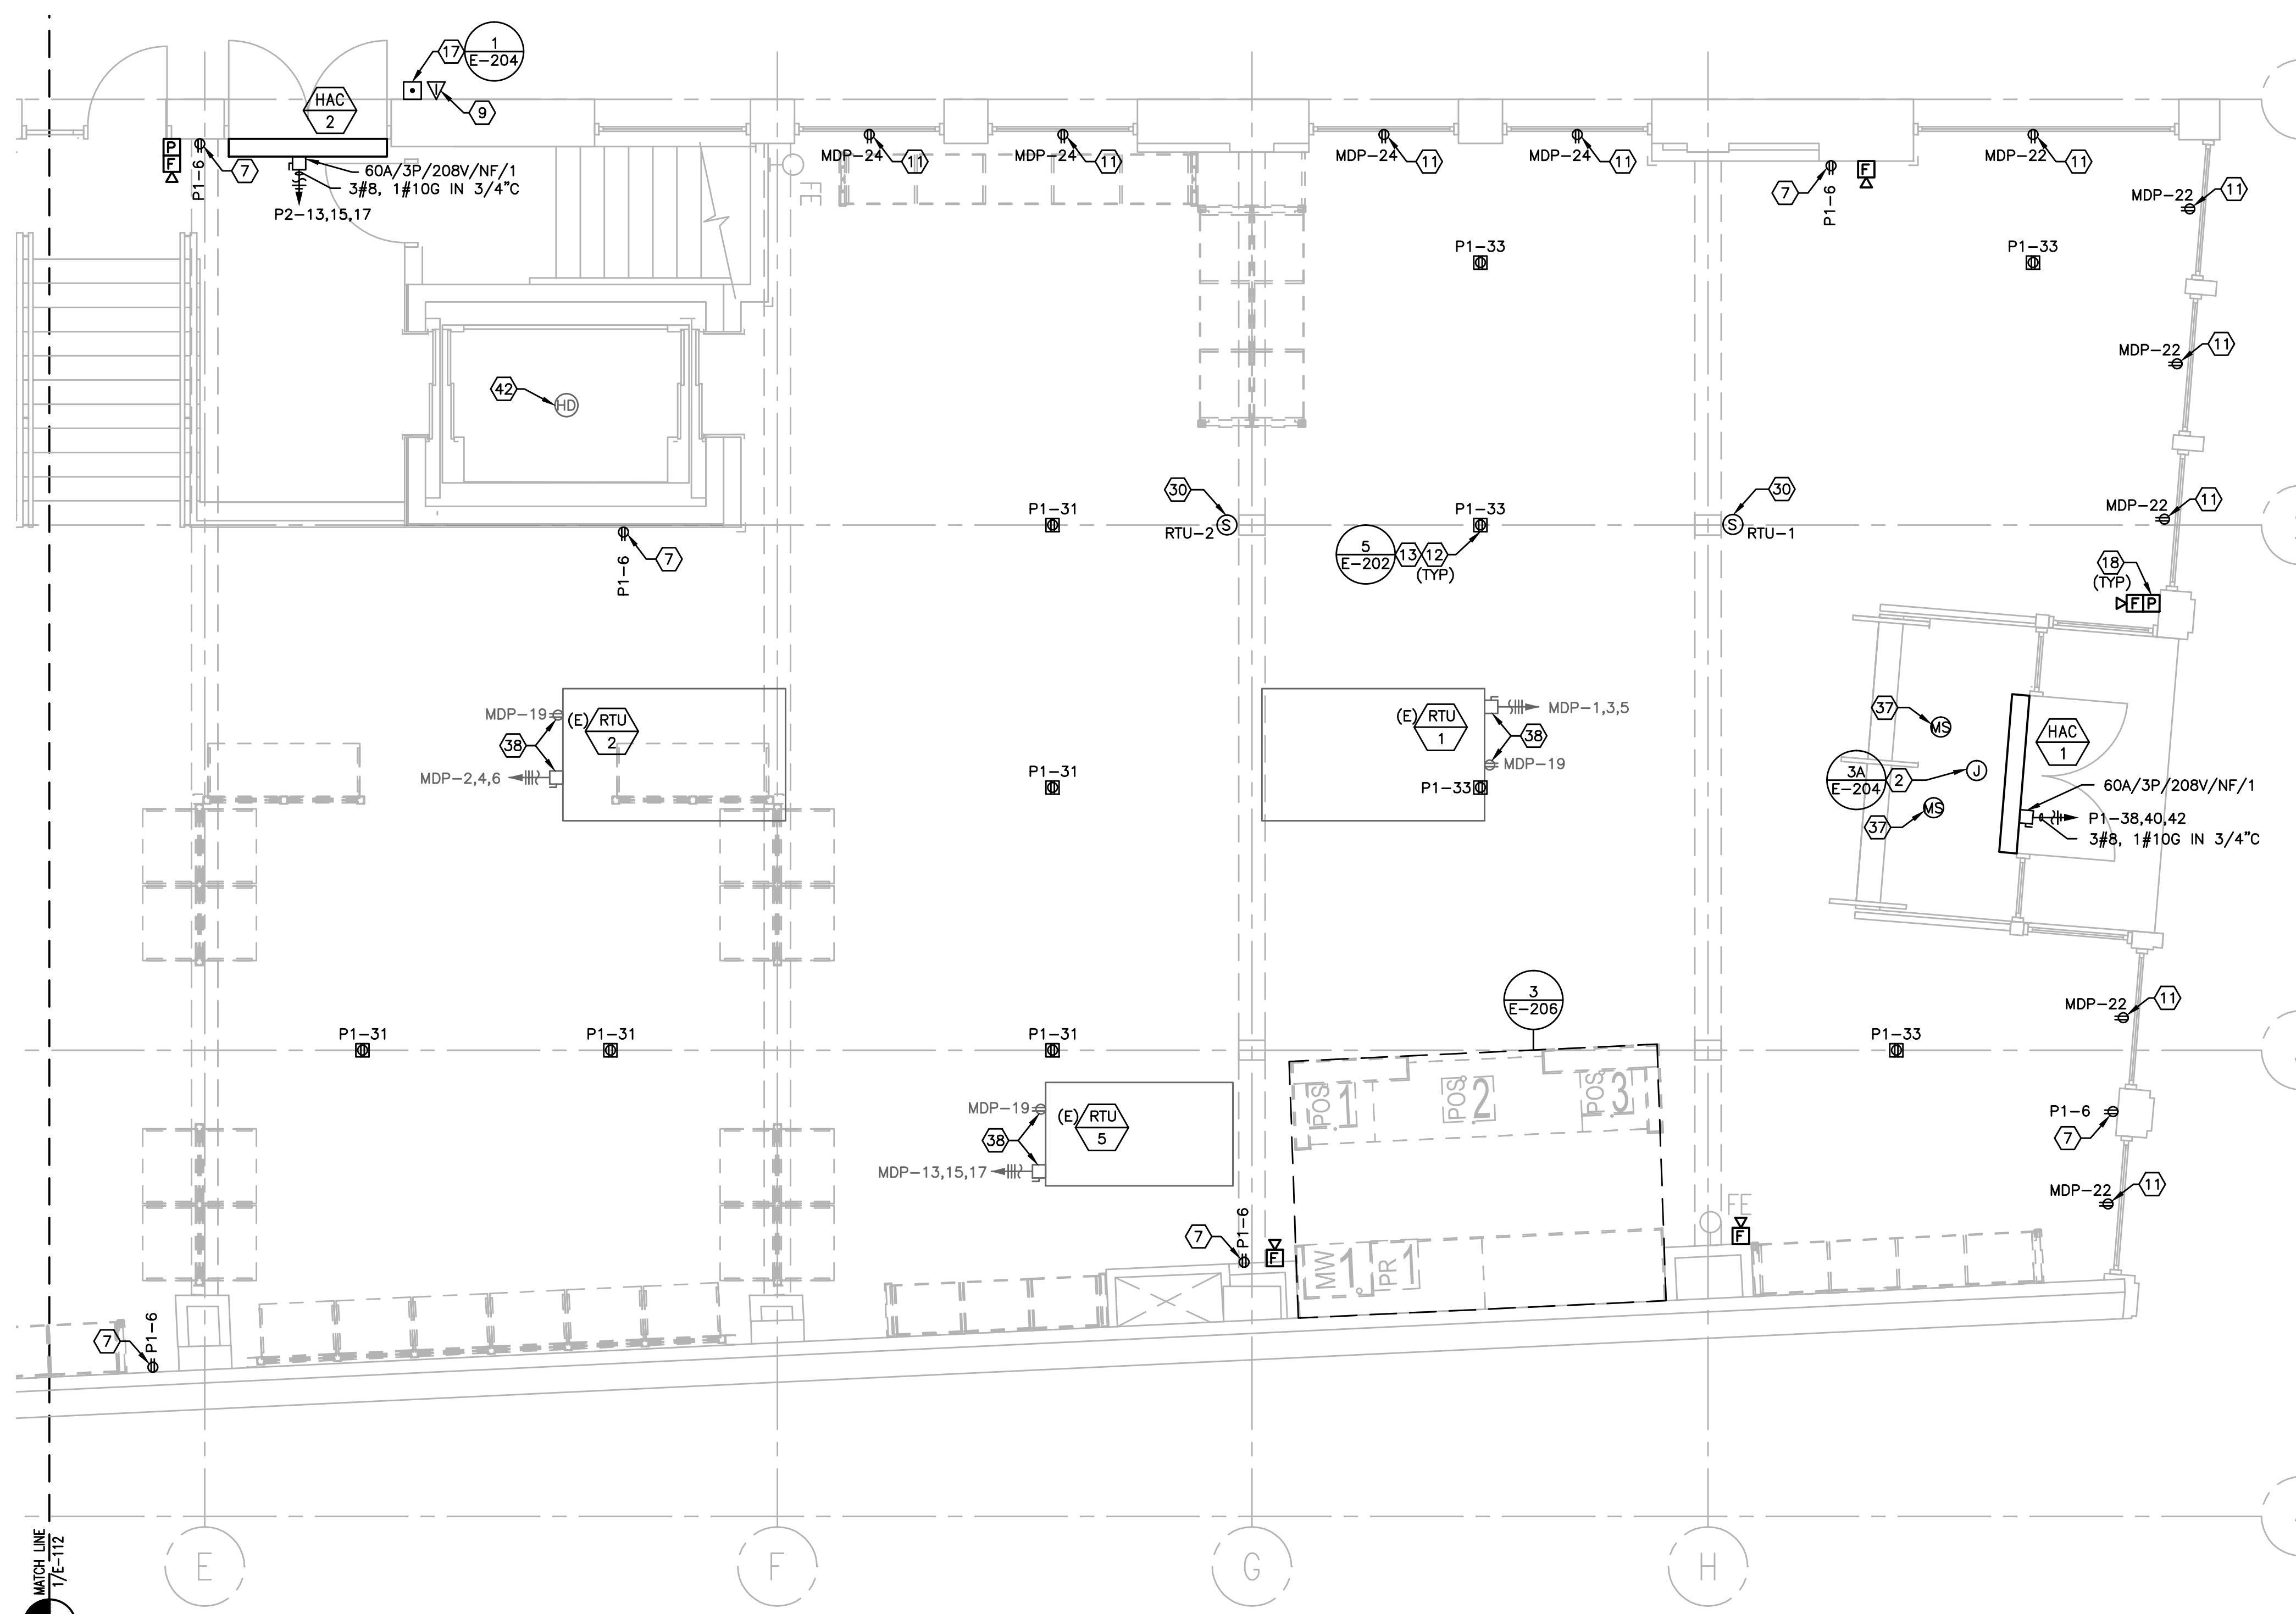 1
17
E-204
HAC
2
9
P
F
P1-6
7
60A/3P/208V/NF/1
3#8, 1#10G IN 3/4"C
P2-13,15,17
FE
MDP-24
11
MDP-24
11
MDP-24
11
MDP-24
11
MDP-22
11
7
P1-6
F
MDP-22
11
P1-33
P1-33
MDP-22
11
42
HD
30
S
RTU-2
P1-31
P1-33
30
S
RTU-1
MDP-22
11
5
E-202
13
12
(TYP)
P1-6
7
18
(TYP)
F
P
MDP-19
(E)
RTU
2
38
MDP-2,4,6
(E)
RTU
1
MDP-1,3,5
38
MDP-19
P1-31
P1-33
37
MS
HAC
1
3A
E-204
2
J
37
MS
60A/3P/208V/NF/1
P1-38,40,42
3#8, 1#10G IN 3/4"C
3
E-206
MDP-22
11
P1-31
P1-31
P1-31
P1-33
POS
1
POS
2
POS
3
MDP-19
(E)
RTU
5
38
MDP-13,15,17
P1-6
7
MDP-22
11
7
P1-6
F
MW
1
PR
1
FE
F
7
P1-6
MATCH LINE
1/E-112
E
F
G
H